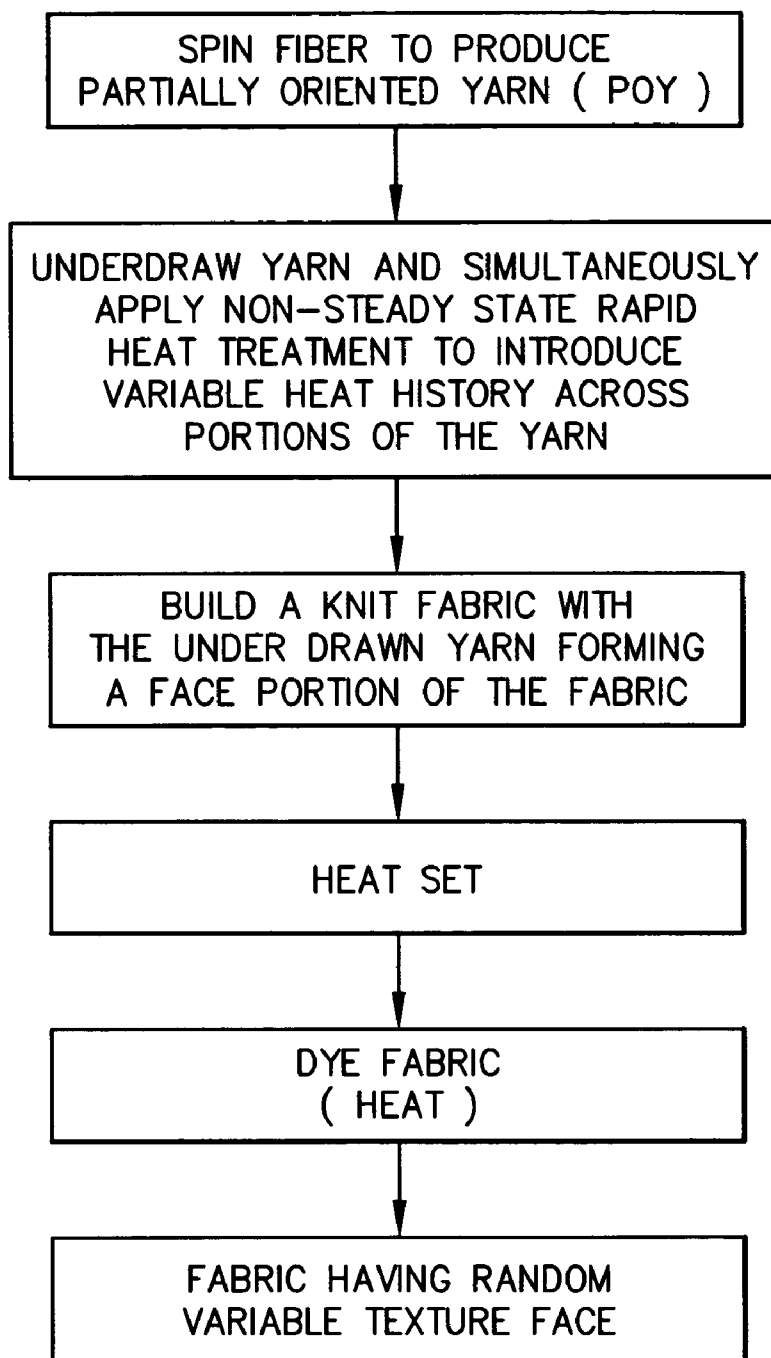 SPIN FIBER TO PRODUCE
PARTIALLY ORIENTED YARN ( POY )
UNDERDRAW YARN AND SIMULTANEOUSLY
APPLY NON-STEADY STATE RAPID
HEAT TREATMENT TO INTRODUCE
VARIABLE HEAT HISTORY ACROSS
PORTIONS OF THE YARN
BUILD A KNIT FABRIC WITH
THE UNDER DRAWN YARN FORMING
A FACE PORTION OF THE FABRIC
HEAT SET
DYE FABRIC
( HEAT )
FABRIC HAVING RANDOM
VARIABLE TEXTURE FACE